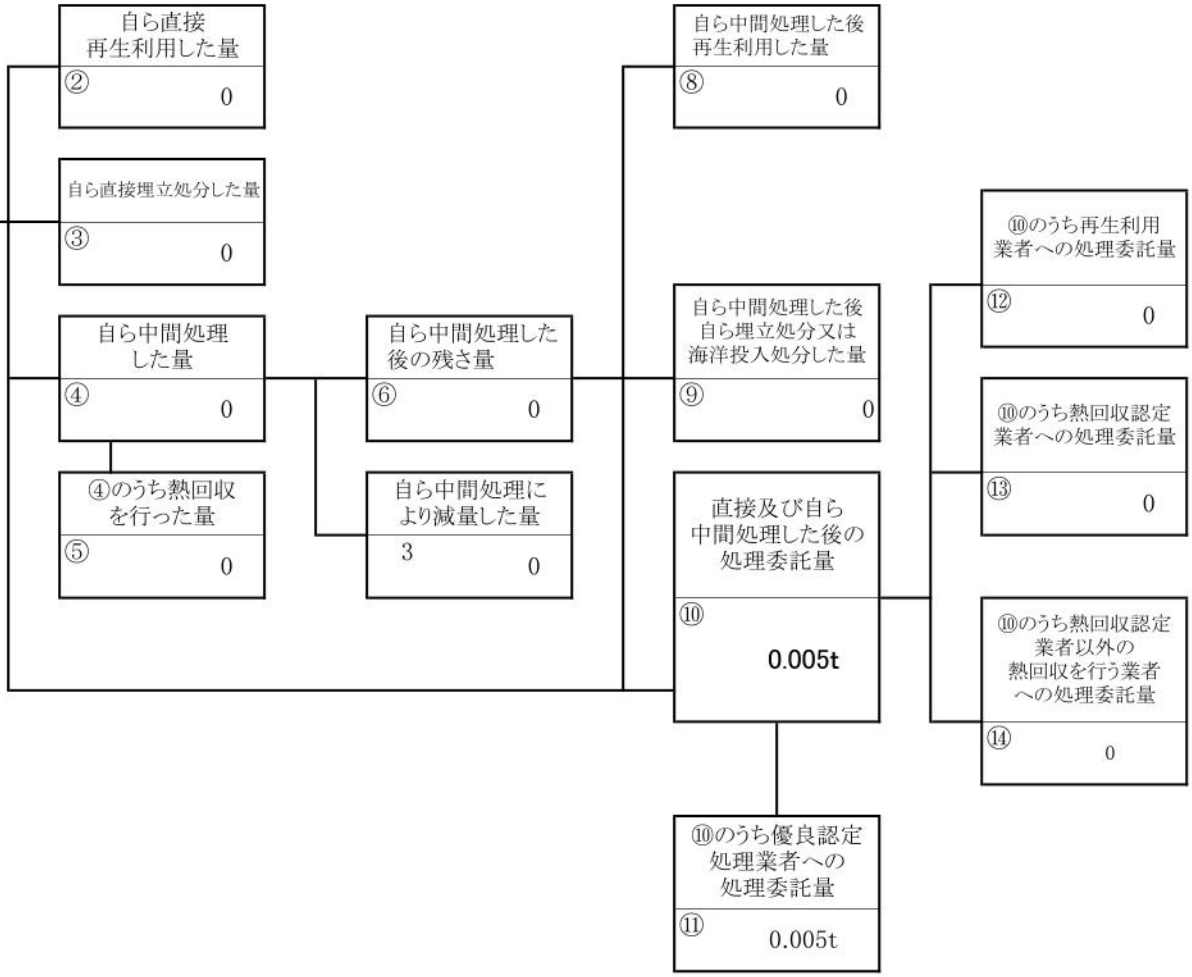 自ら直接
再生利用した量
②
0
自ら直接埋立処分した量
③
0
自ら中間処理
した量
④
0
④のうち熱回収
を行った量
⑤
0
自ら中間処理した
後の残さ量
⑥
0
自ら中間処理に
より減量した量
3
0
自ら中間処理した後
再生利用した量
⑧
0
自ら中間処理した後
自ら埋立処分又は
海洋投入処分した量
⑨
0
直接及び自ら
中間処理した後の
処理委託量
⑩
0.005t
⑩のうち優良認定
処理業者への
処理委託量
⑪
0.005t
⑩のうち再生利用
業者への処理委託量
⑫
0
⑩のうち熱回収認定
業者への処理委託量
⑬
0
⑩のうち熱回収認定
業者以外の
熱回収を行う業者
への処理委託量
⑭
0